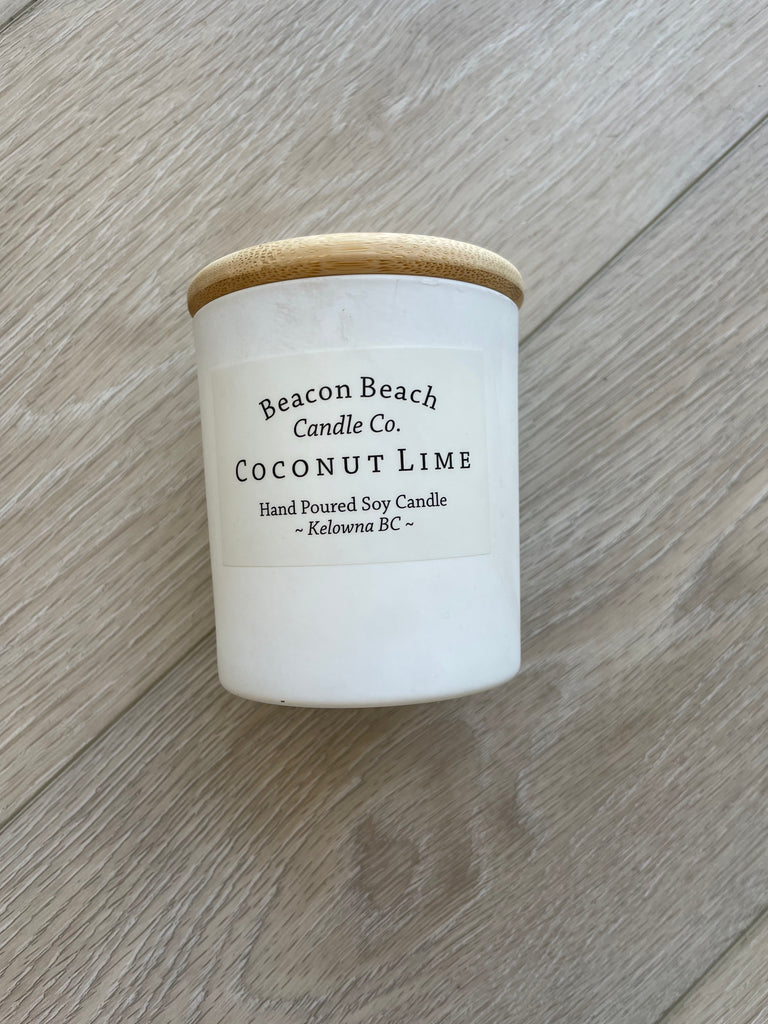 Beacon Beach
Candle Co.
COCONUT LIME
Hand Poured Soy Candle
~ Kelowna BC ~